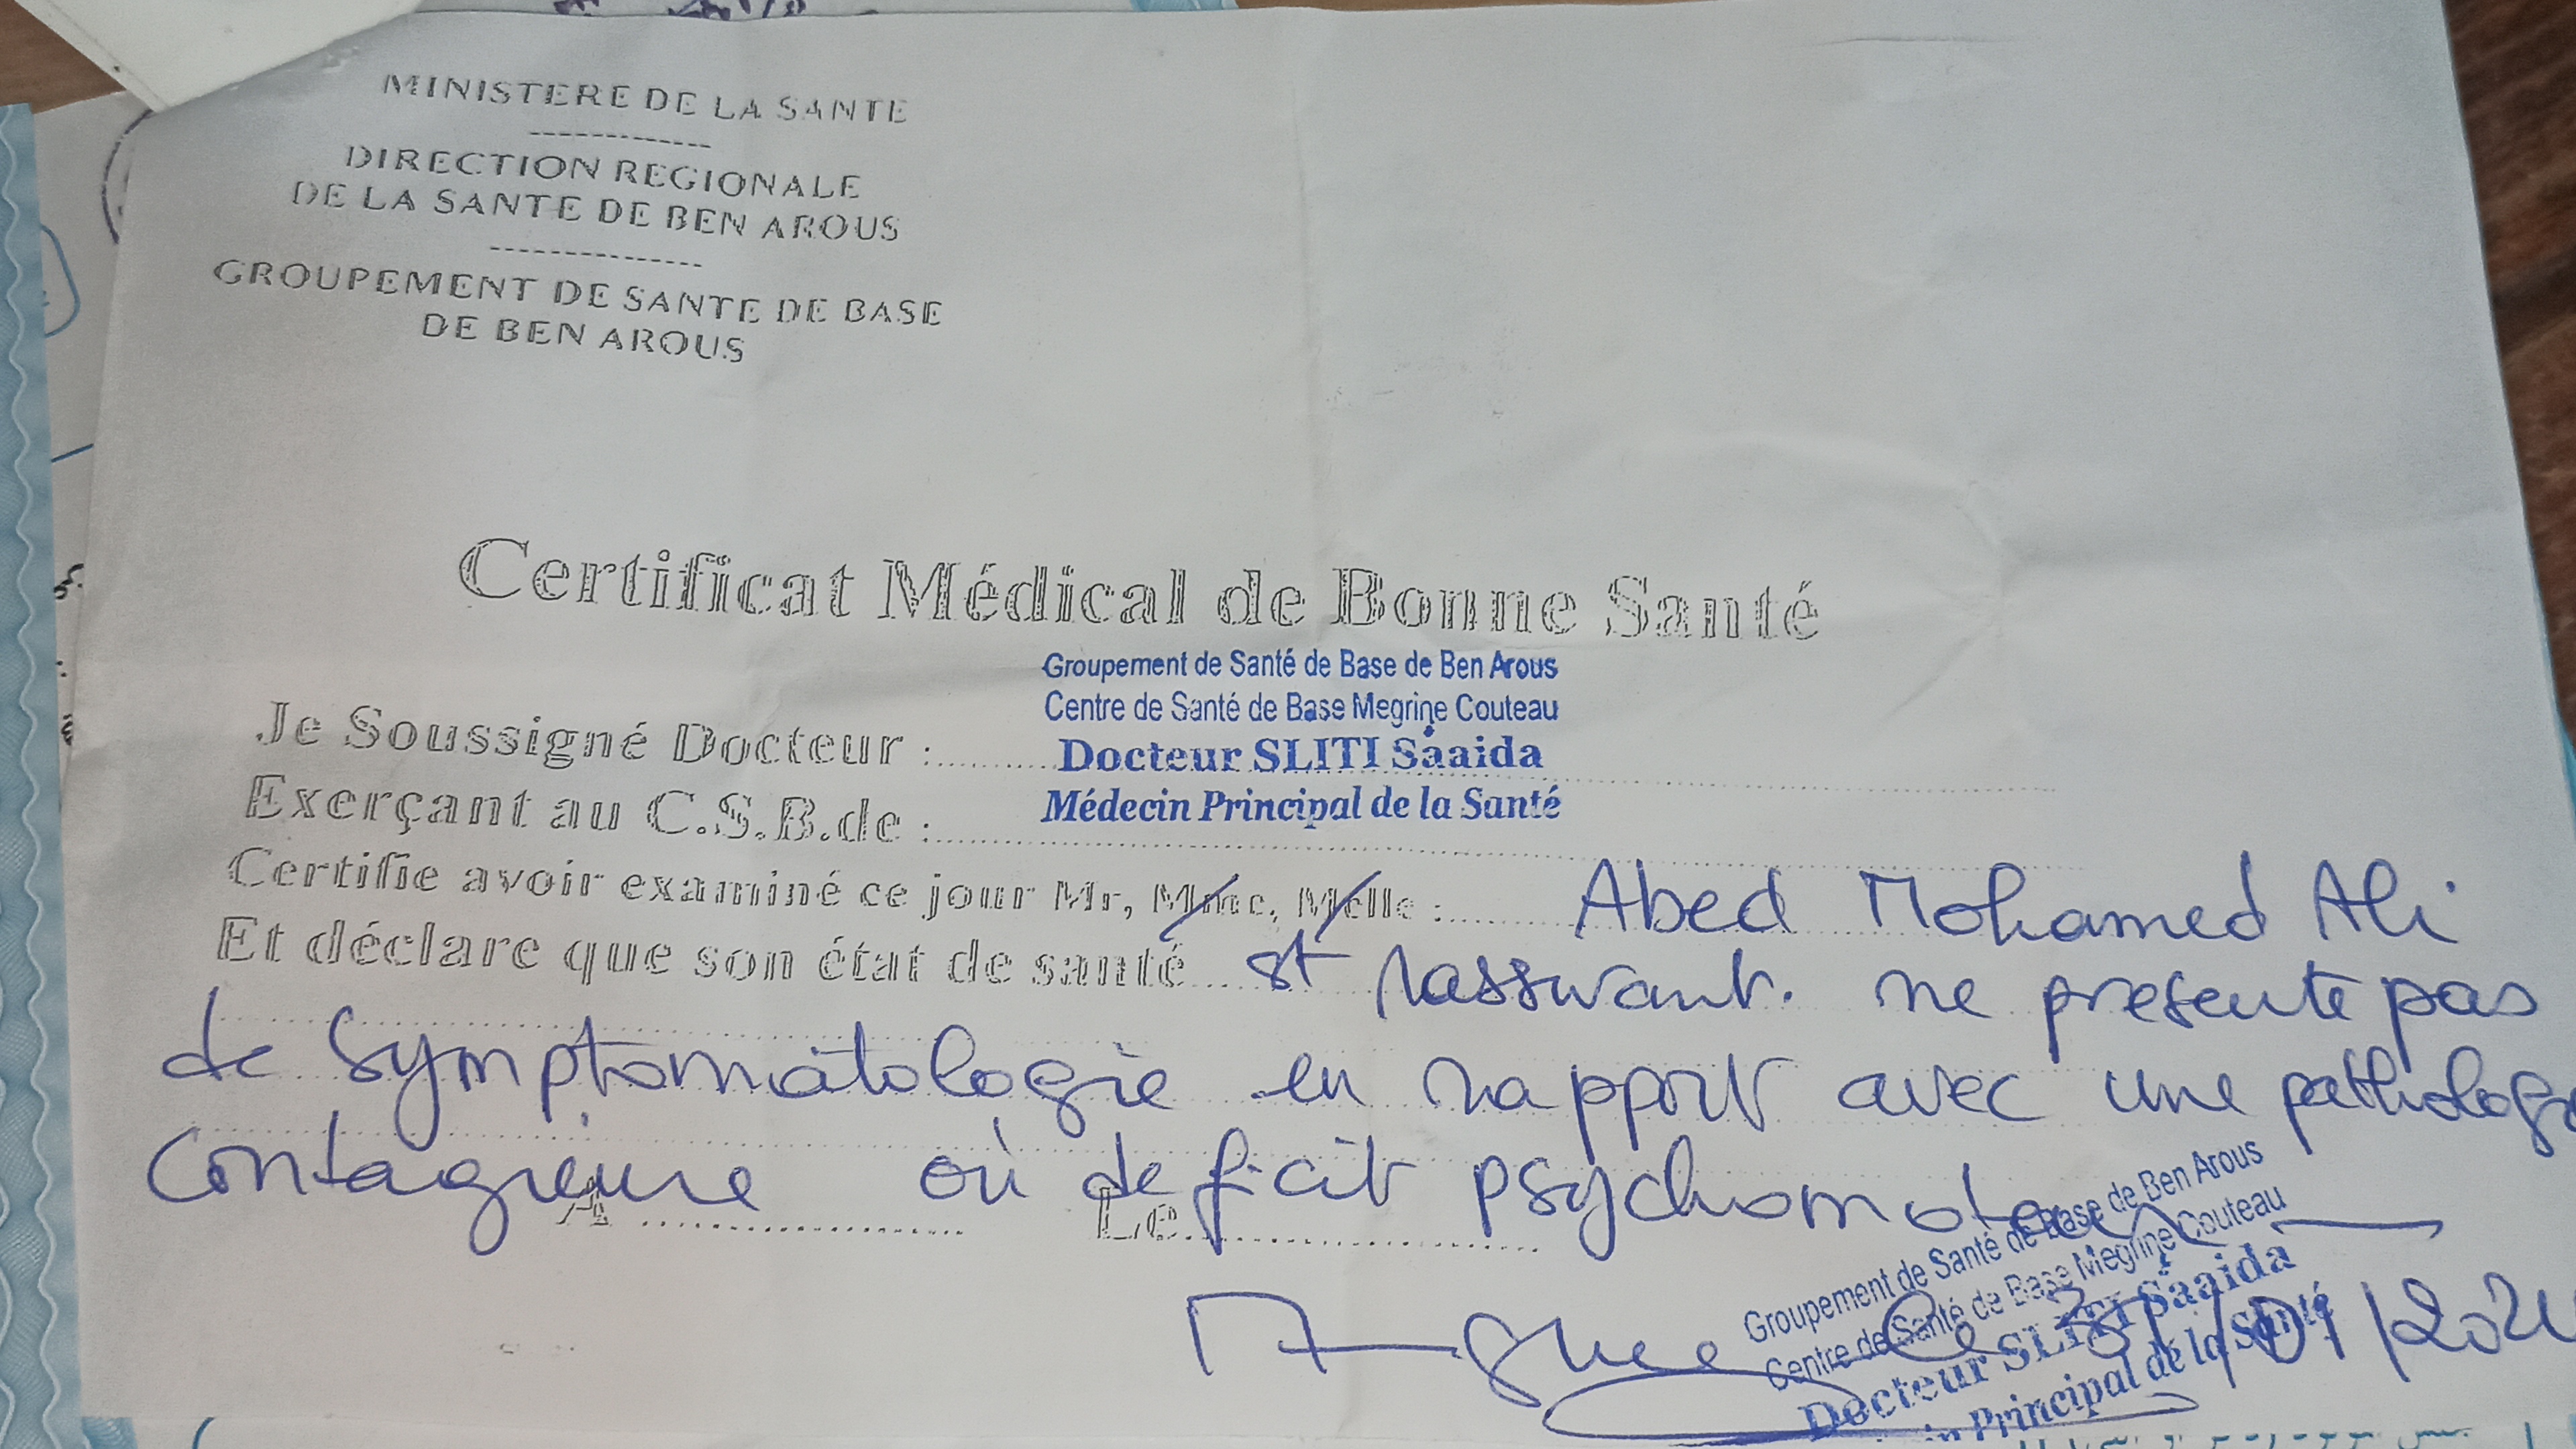 MINISTERE DE LA SANTE
------------
DIRECTION REGIONALE
DE LA SANTE DE BEN AROUS
--------------
GROUPEMENT DE SANTE DE BASE
DE BEN AROUS
Certificat Médical de Bonne Santé
Groupement de Santé de Base de Ben Arous
Centre de Santé de Base Megrine Couteau
Je Soussigné Docteur : Docteur SLITI Saaida
Exerçant au C.S.B.de : Médecin Principal de la Santé
Certifie avoir examiné ce jour Mr, Mme, Melle : Abed Mohamed Ali
Et déclare que son état de santé st rassurant. ne présente pas
de symptomatologie en rapport avec une
contagieuse où deficit psychomoteur
A Le
Groupement de Santé de Base de Ben Arous
Centre de Santé de Base Megrine Couteau
Docteur SLITI Saaida
Principal de la Santé